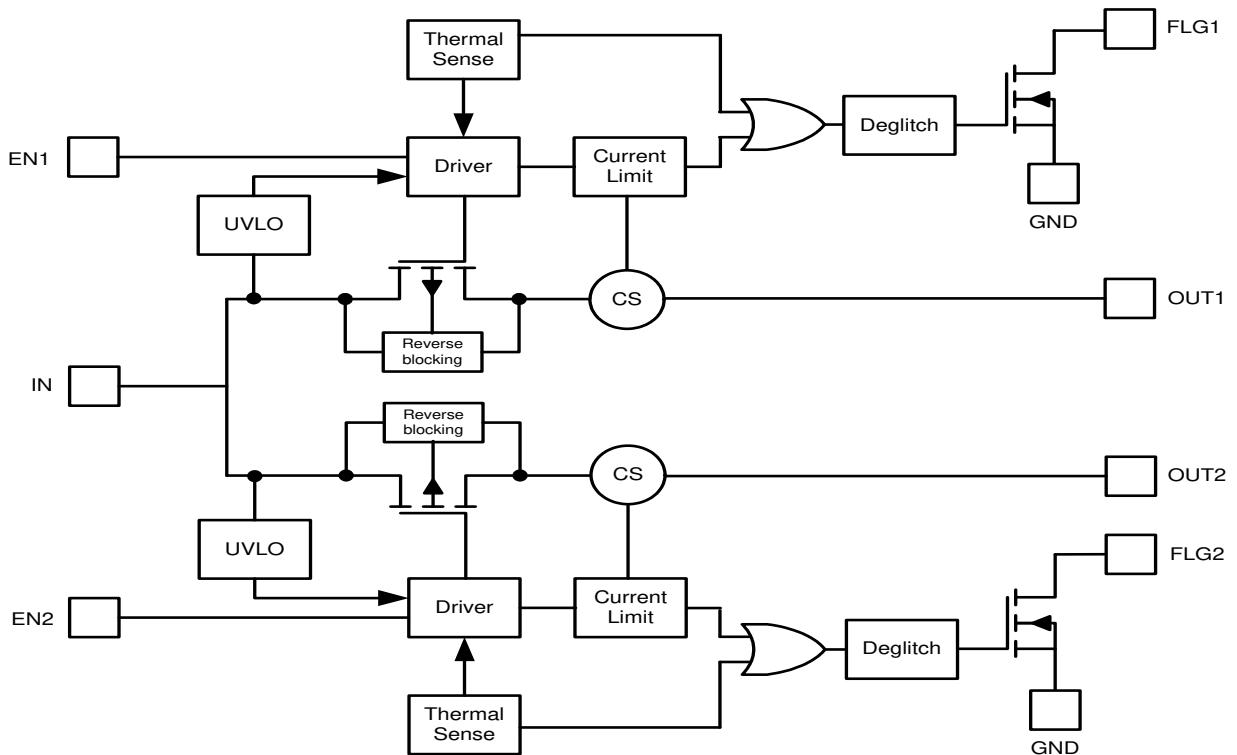 Thermal
Sense
FLG1
Deglitch
EN1
Driver
Current
Limit
UVLO
GND
CS
OUT1
Reverse
blocking
IN
Reverse
blocking
CS
OUT2
UVLO
FLG2
EN2
Driver
Current
Limit
Deglitch
Thermal
Sense
GND